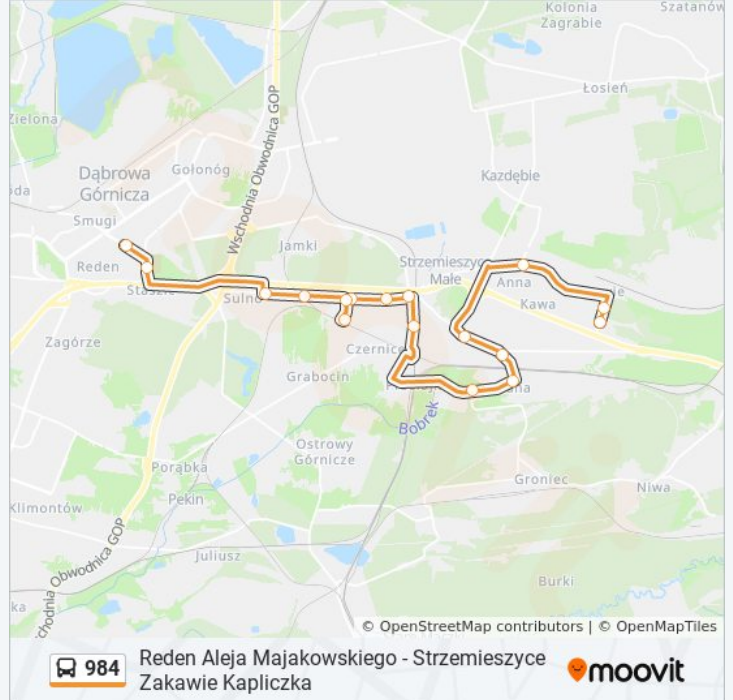 Kolonia
Zagrabie
Szatanów
Łosień
Zielona
Wschodnia Obwodnica GOP
Dąbrowa
Górnicza
Gołonóg
Kazdębie
Smugi
Jamki
Reden
Strzemieszyce
Małe
Anna
Kawa
Zagórze
Czernice
Grabocin
Bobrek
Ostrowy
Górnicze
Porąbka
Groniec
Niwa
Klimontów
Pekin
Juliusz
Burki
© OpenStreetMap contributors | © OpenMapTiles
984
Reden Aleja Majakowskiego - Strzemieszyce
Zakawie Kapliczka
moovit